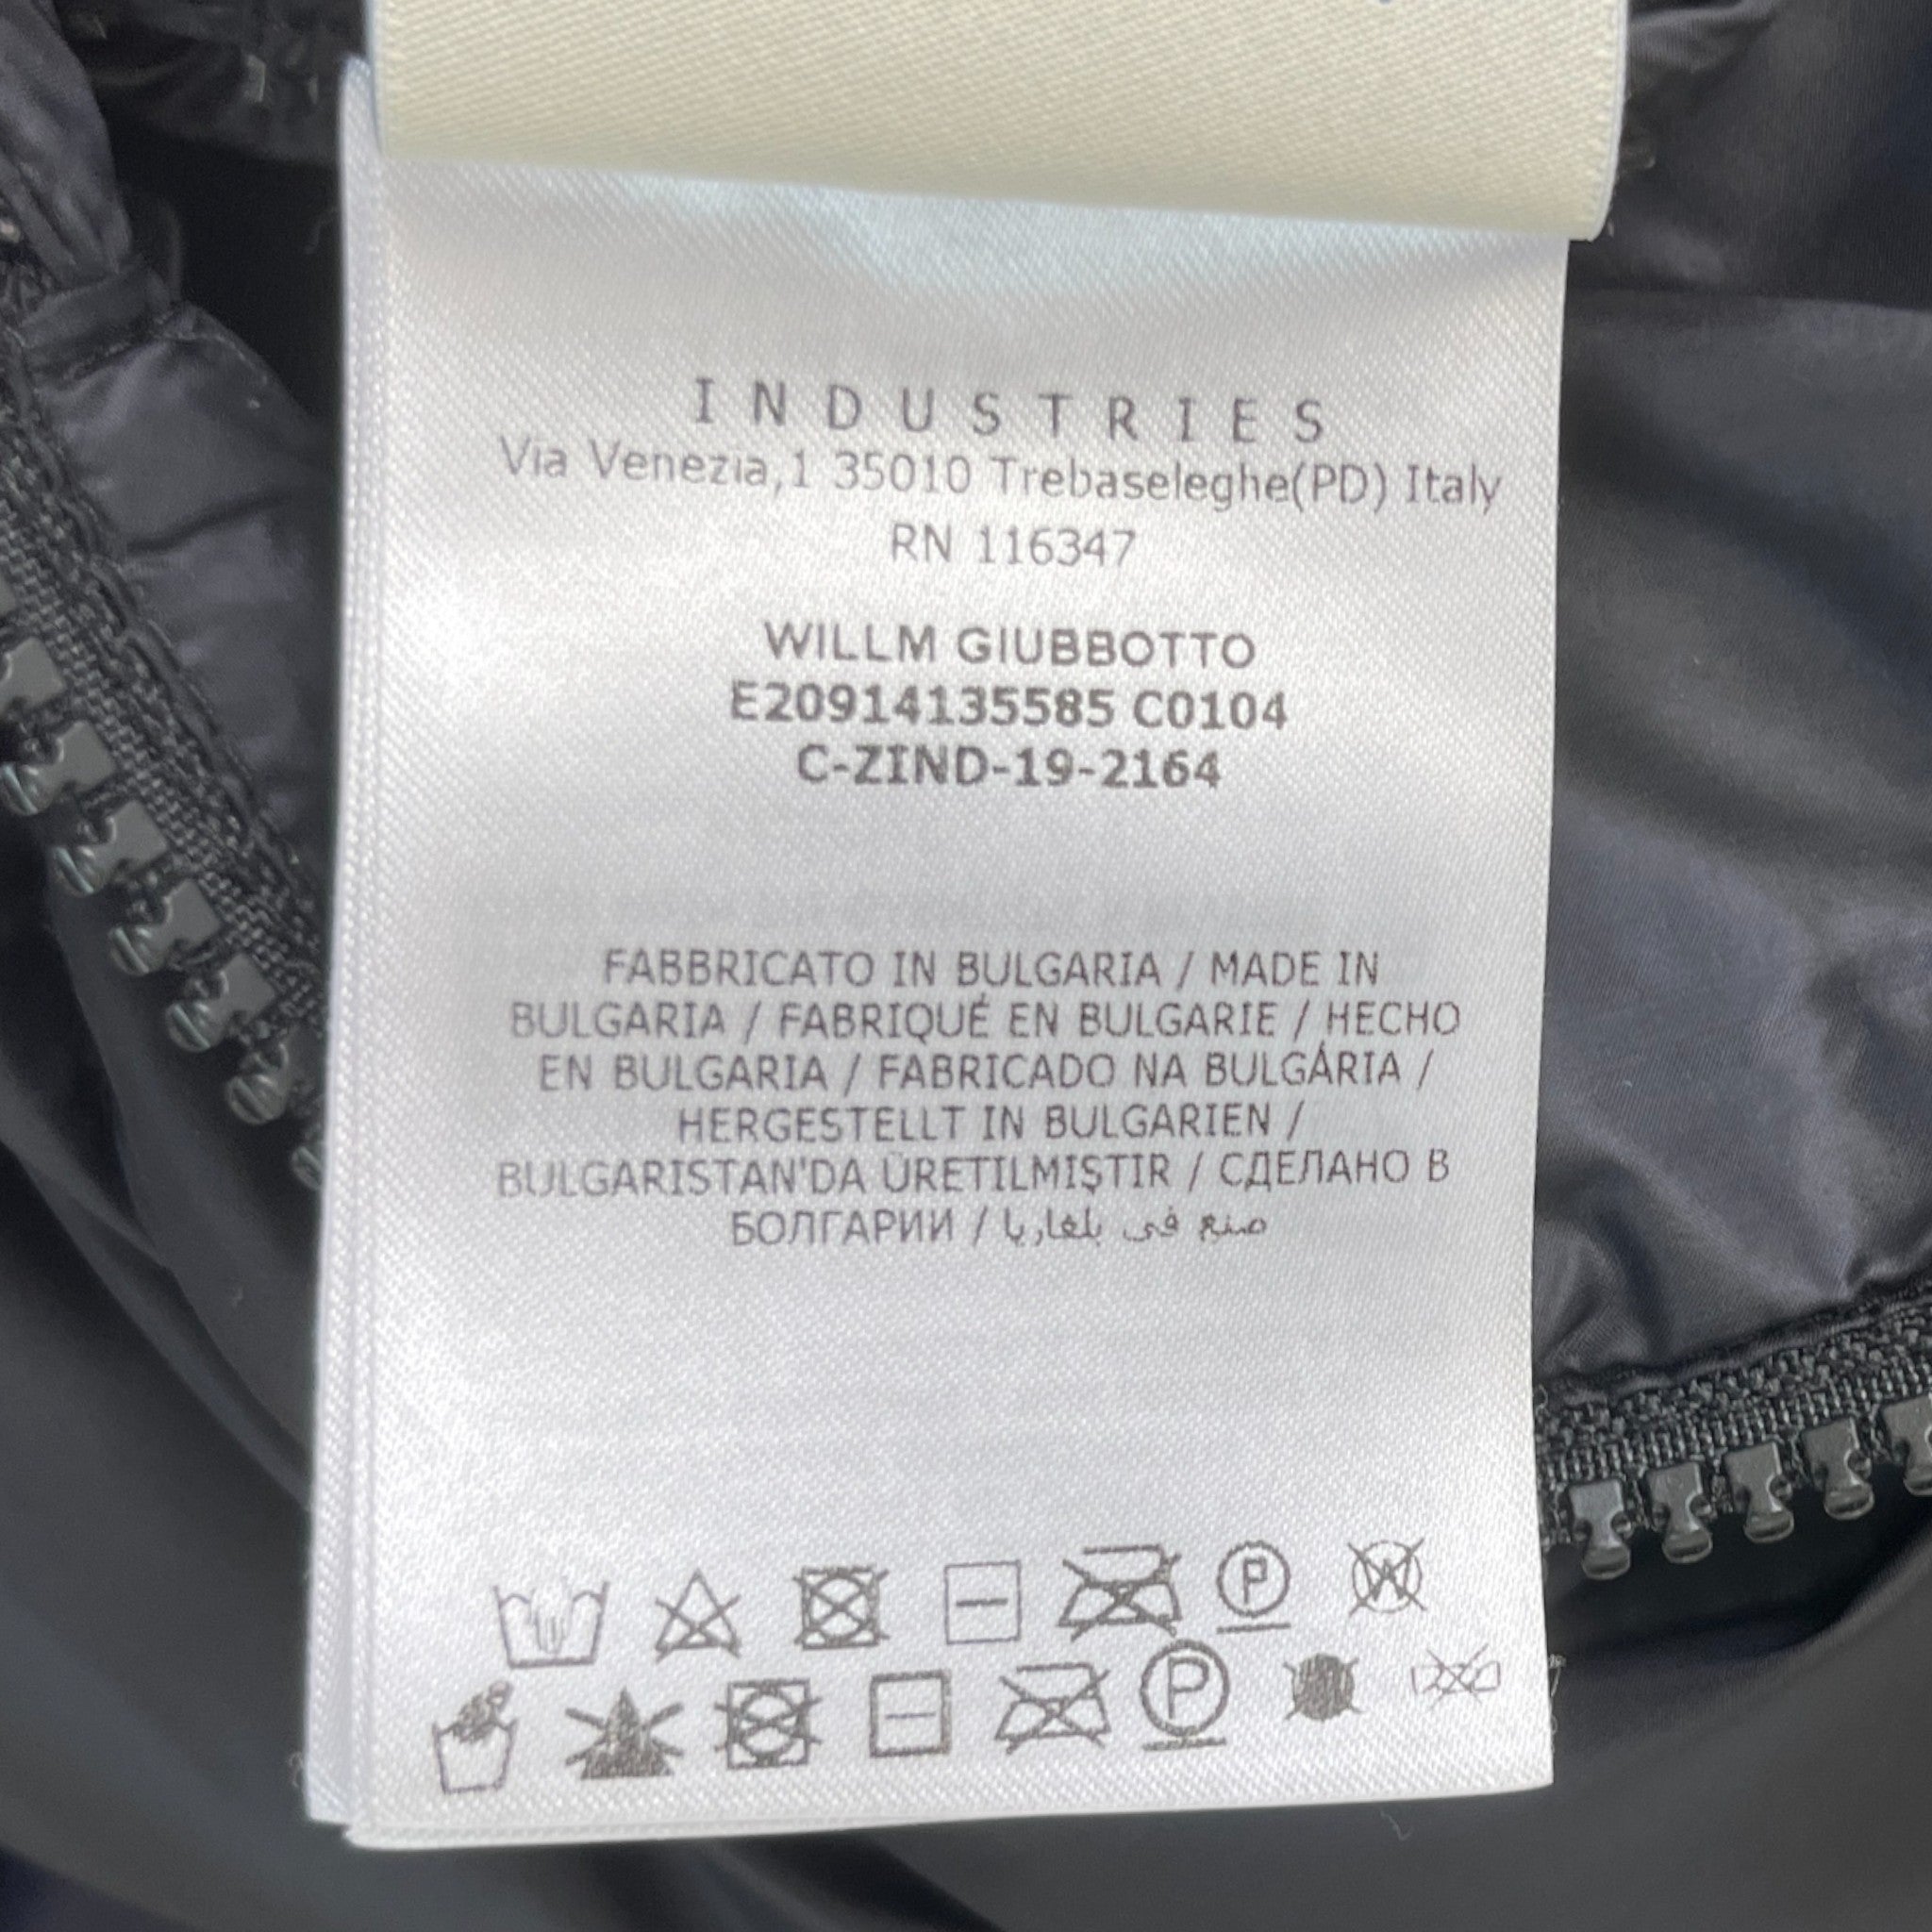 INDUSTRIES
Via Venezia,1 35010 Trebaseleghe(PD) Italy
RN 116347
WILLM GIUBBOTTO
E20914135585 C0104
C-ZIND-19-2164
FABBRICATO IN BULGARIA / MADE IN
BULGARIA / FABRIQUÉ EN BULGARIE / HECHO
EN BULGARIA / FABRICADO NA BULGÁRIA /
HERGESTELLT IN BULGARIEN /
BULGARISTAN'DA ÜRETILMIŞTIR / СДЕЛАНО В
БОЛГАРИИ / صنع في بلغاريا
P W
P